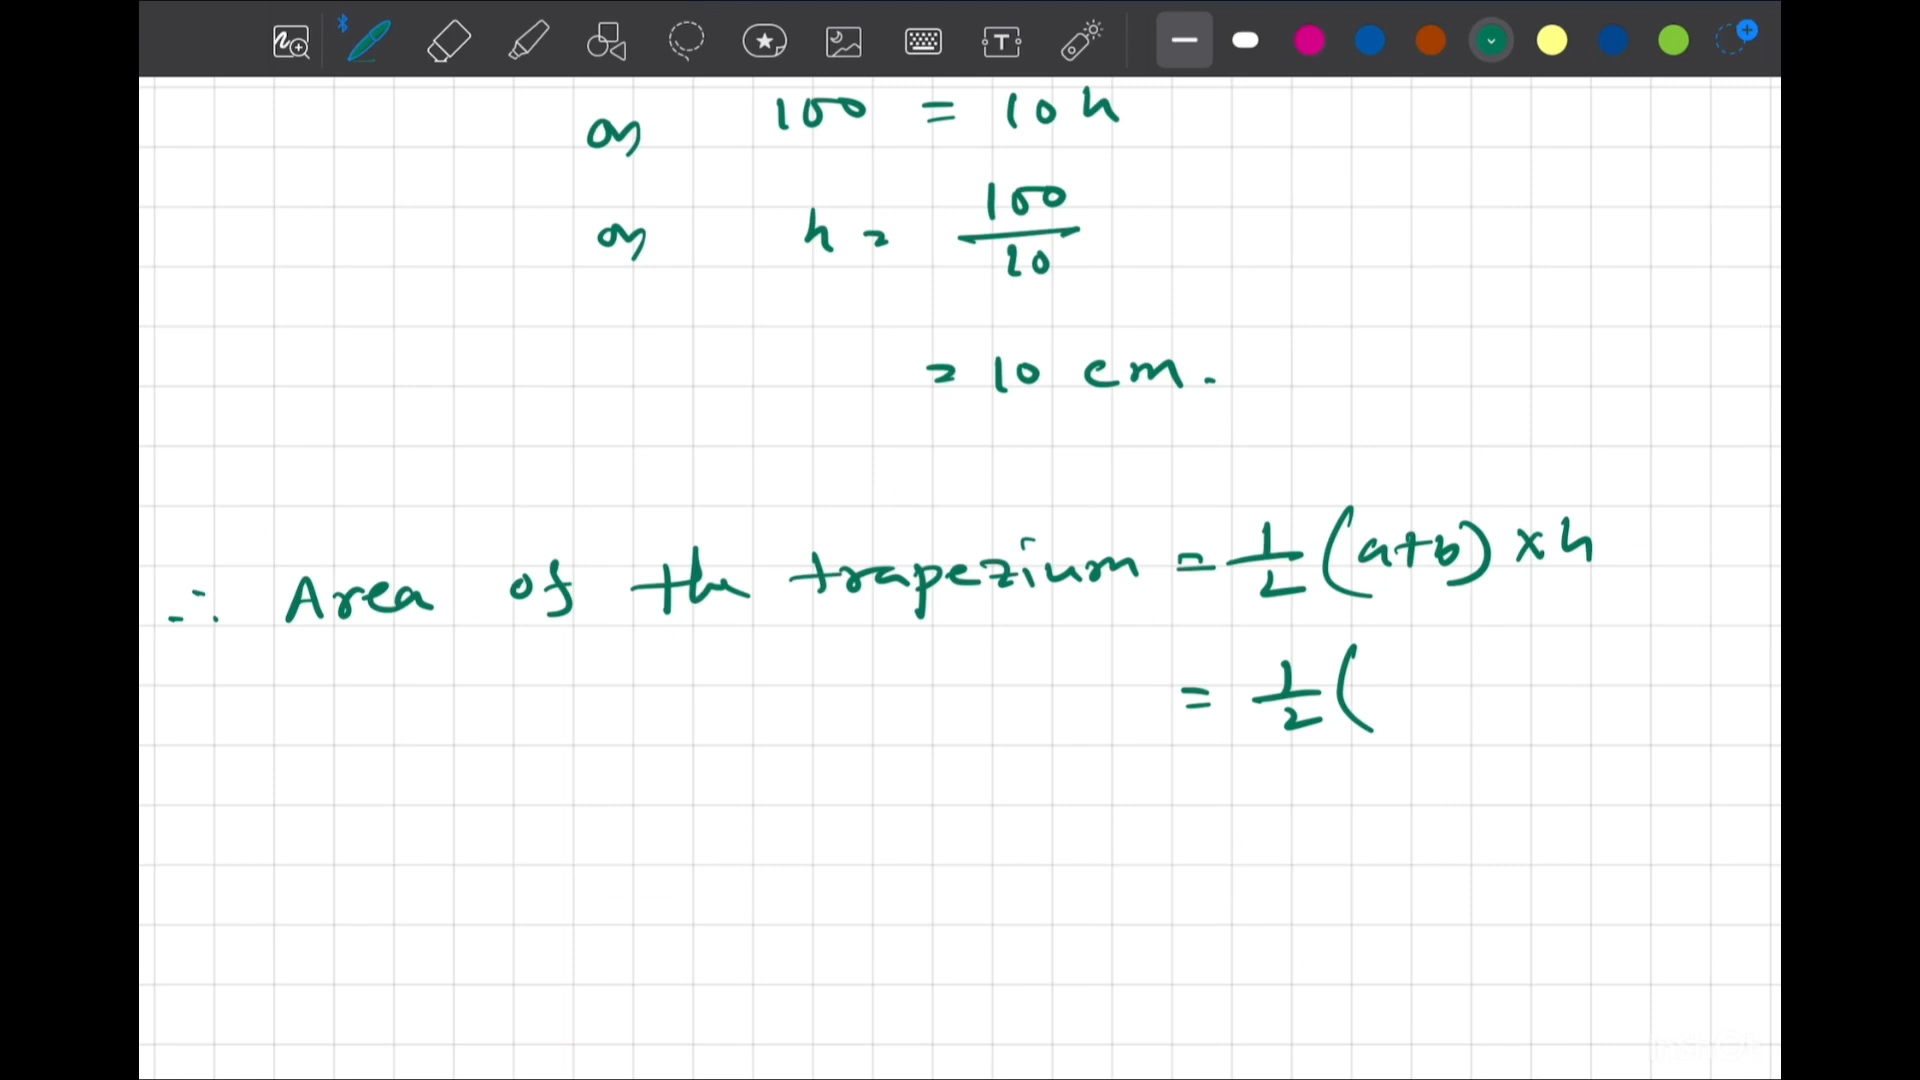 or 100 = 10h
or h = 100/10
= 10 cm.
∴ Area of the trapezium = 1/2 (a+b) × h
= 1/2 (